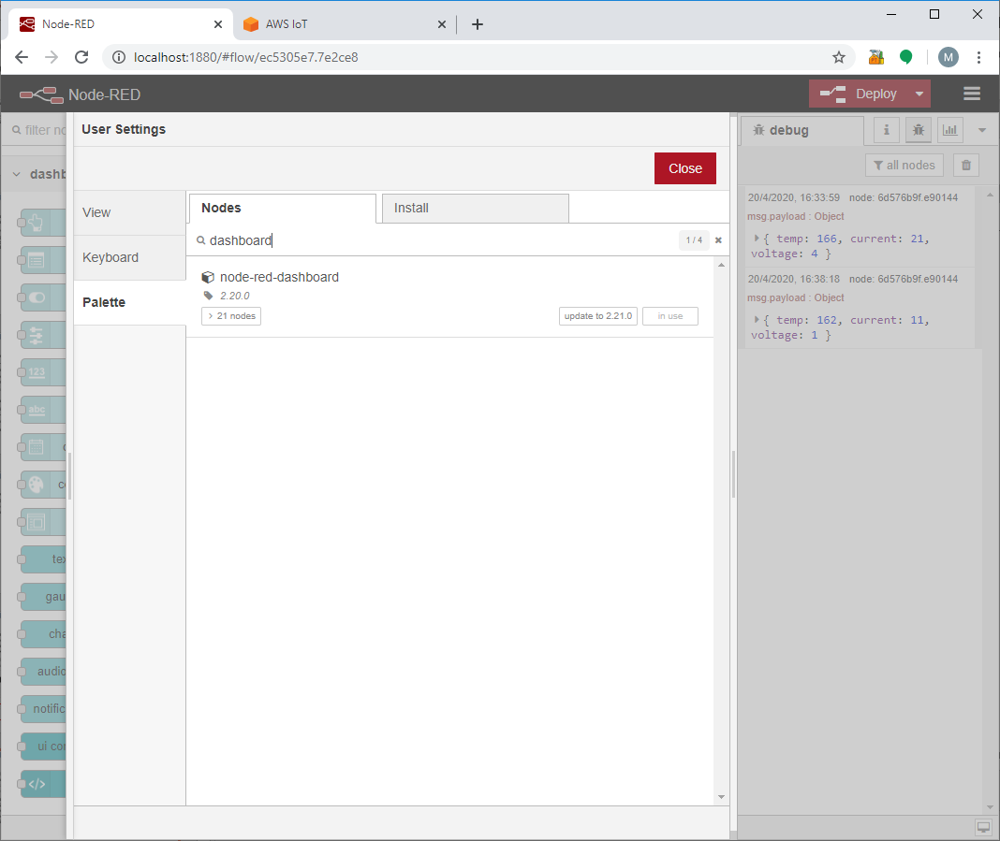 Node-RED
AWS IoT
localhost:1880/#flow/ec5305e7.7e2ce8
M
Node-RED
Deploy
filter no
User Settings
debug
i
Close
all nodes
dashb
View
Nodes
Install
20/4/2020, 16:33:59 node: 6d576b9f.e90144
msg.payload : Object
{ temp: 166, current: 21,
voltage: 4 }
dashboard
1 / 4
Keyboard
node-red-dashboard
2.20.0
20/4/2020, 16:38:18 node: 6d576b9f.e90144
msg.payload : Object
Palette
21 nodes
update to 2.21.0
in use
{ temp: 162, current: 11,
voltage: 1 }
123
abc
c
co
tex
gau
cha
audio
notific
ui con
</>